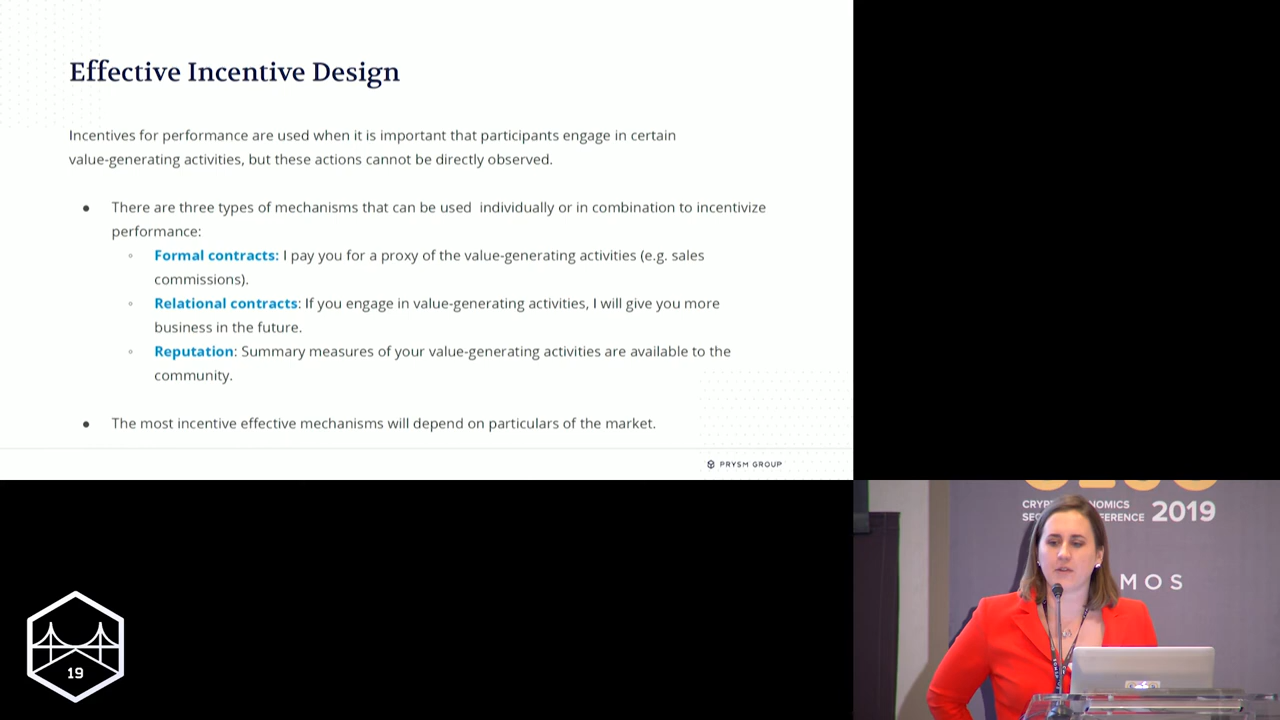 Effective Incentive Design
Incentives for performance are used when it is important that participants engage in certain
value-generating activities, but these actions cannot be directly observed.
● There are three types of mechanisms that can be used  individually or in combination to incentivize
performance:
◦ Formal contracts: I pay you for a proxy of the value-generating activities (e.g. sales
commissions).
◦ Relational contracts: If you engage in value-generating activities, I will give you more
business in the future.
◦ Reputation: Summary measures of your value-generating activities are available to the
community.
● The most incentive effective mechanisms will depend on particulars of the market.
PRYSM GROUP
2019
MOS
19